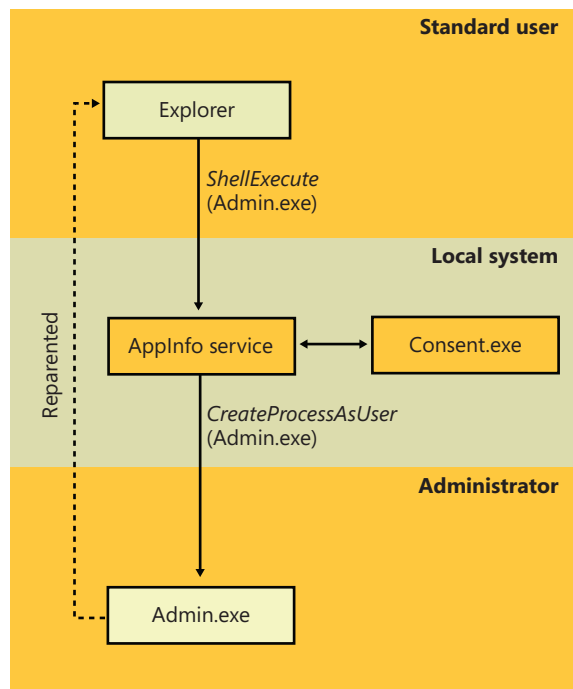 Standard user
Explorer
ShellExecute
(Admin.exe)
Local system
AppInfo service
Consent.exe
Reparented
CreateProcessAsUser
(Admin.exe)
Administrator
Admin.exe